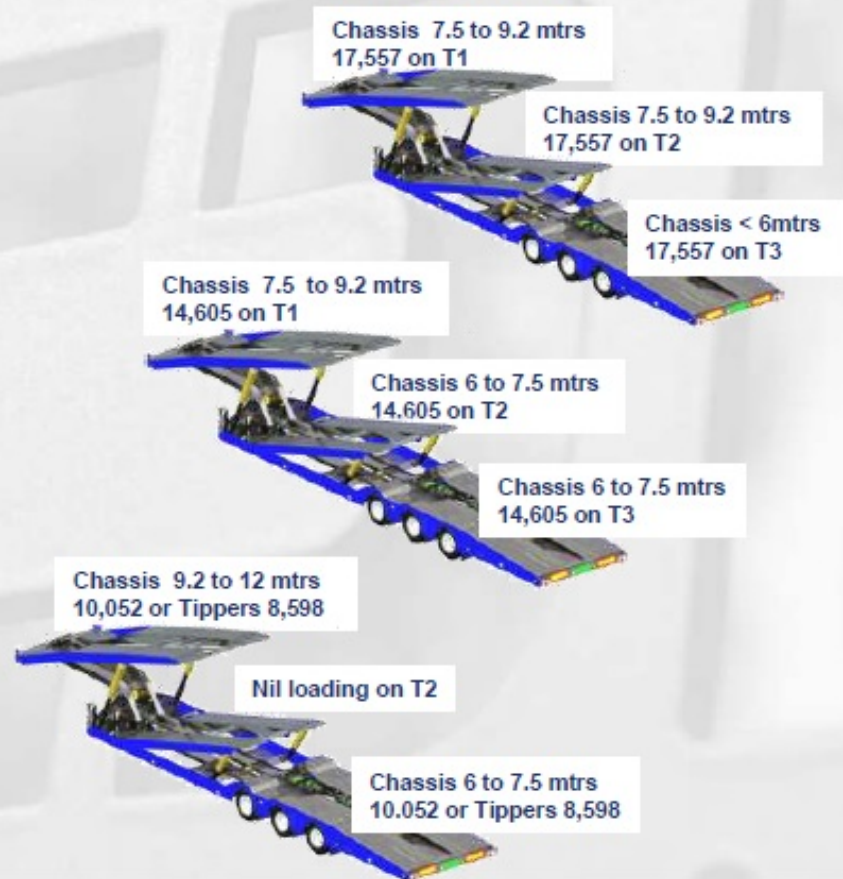 Chassis 7.5 to 9.2 mtrs
17,557 on T1
Chassis 7.5 to 9.2 mtrs
17,557 on T2
Chassis < 6mtrs
17,557 on T3
Chassis 7.5 to 9.2 mtrs
14,605 on T1
Chassis 6 to 7.5 mtrs
14.605 on T2
Chassis 6 to 7.5 mtrs
14,605 on T3
Chassis 9.2 to 12 mtrs
10,052 or Tippers 8,598
Nil loading on T2
Chassis 6 to 7.5 mtrs
10.052 or Tippers 8,598